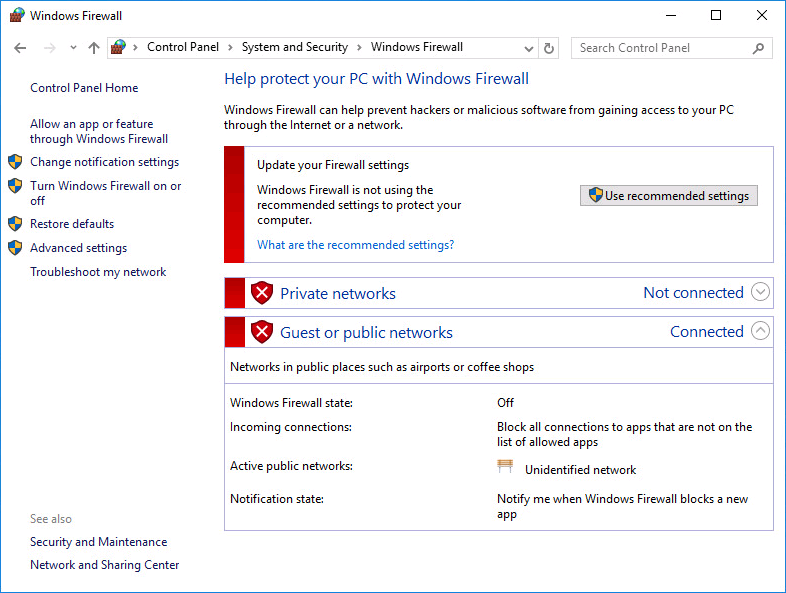 Windows Firewall
Control Panel > System and Security > Windows Firewall
Search Control Panel
Control Panel Home
Allow an app or feature
through Windows Firewall
Change notification settings
Turn Windows Firewall on or
off
Restore defaults
Advanced settings
Troubleshoot my network
See also
Security and Maintenance
Network and Sharing Center
Help protect your PC with Windows Firewall
Windows Firewall can help prevent hackers or malicious software from gaining access to your PC
through the Internet or a network.
Update your Firewall settings
Windows Firewall is not using the
recommended settings to protect your
computer.
What are the recommended settings?
Use recommended settings
Private networks Not connected
Guest or public networks Connected
Networks in public places such as airports or coffee shops
Windows Firewall state: Off
Incoming connections: Block all connections to apps that are not on the
list of allowed apps
Active public networks: Unidentified network
Notification state: Notify me when Windows Firewall blocks a new
app